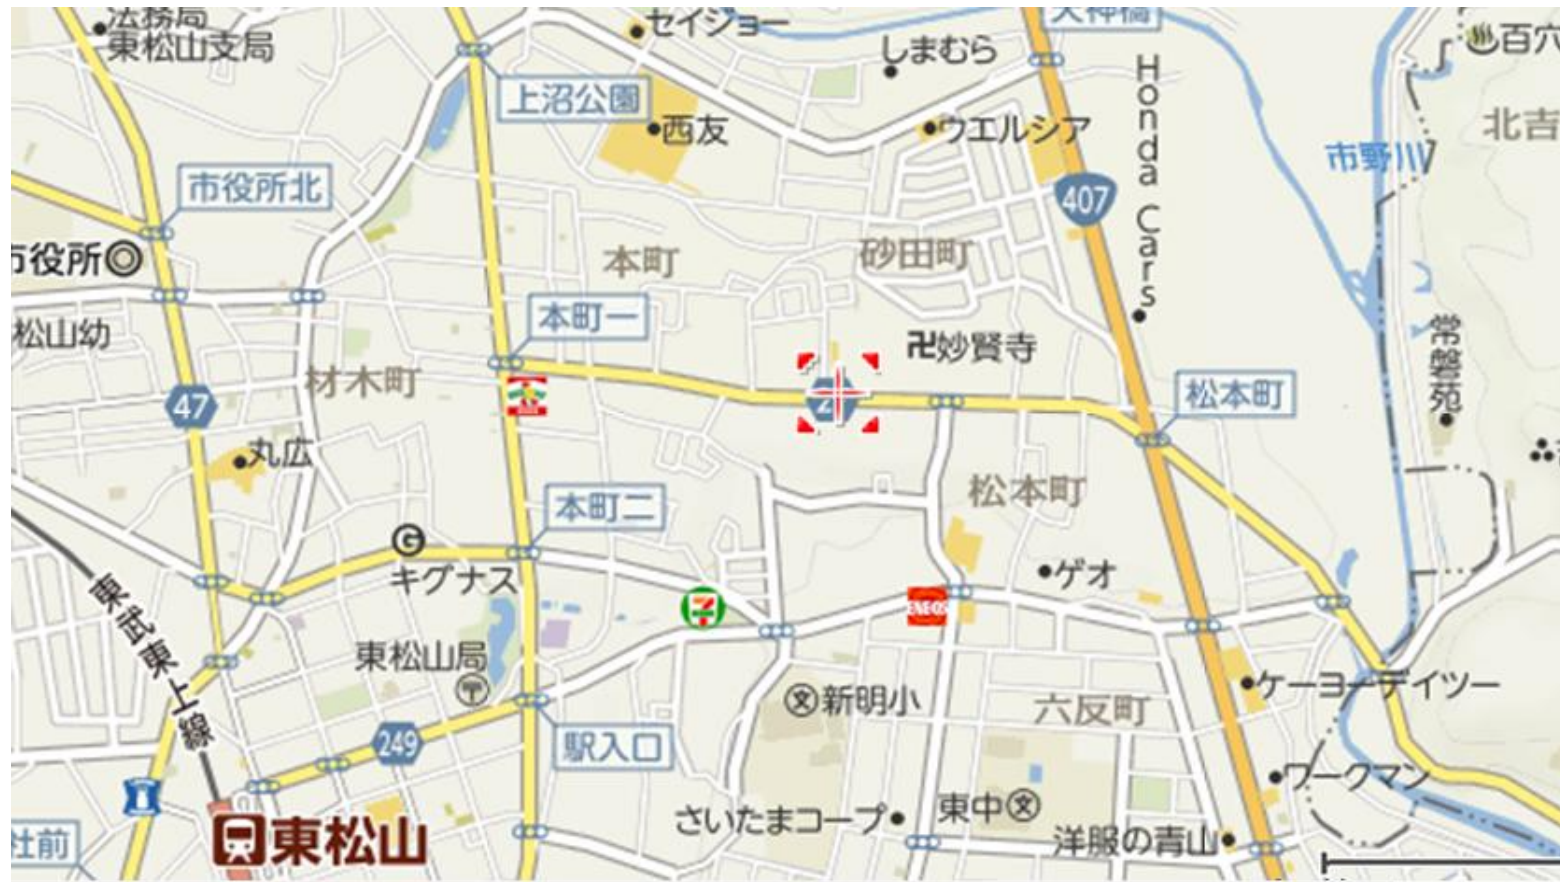 法務局
東松山支局
セイジョー
しまむら
天神橋
百穴
Honda Cars
上沼公園
西友
ウエルシア
北吉
市野川
市役所北
407
市役所
本町
砂田町
本町一
松山幼
妙賢寺
常磐苑
材木町
松本町
47
2
丸広
松本町
本町二
G
キグナス
ゲオ
7
ENEOS
東武東上線
東松山局
〒
文新明小
ケーヨーデイツー
六反町
249
駅入口
ワークマン
さいたまコープ
東中文
洋服の青山
東松山
社前